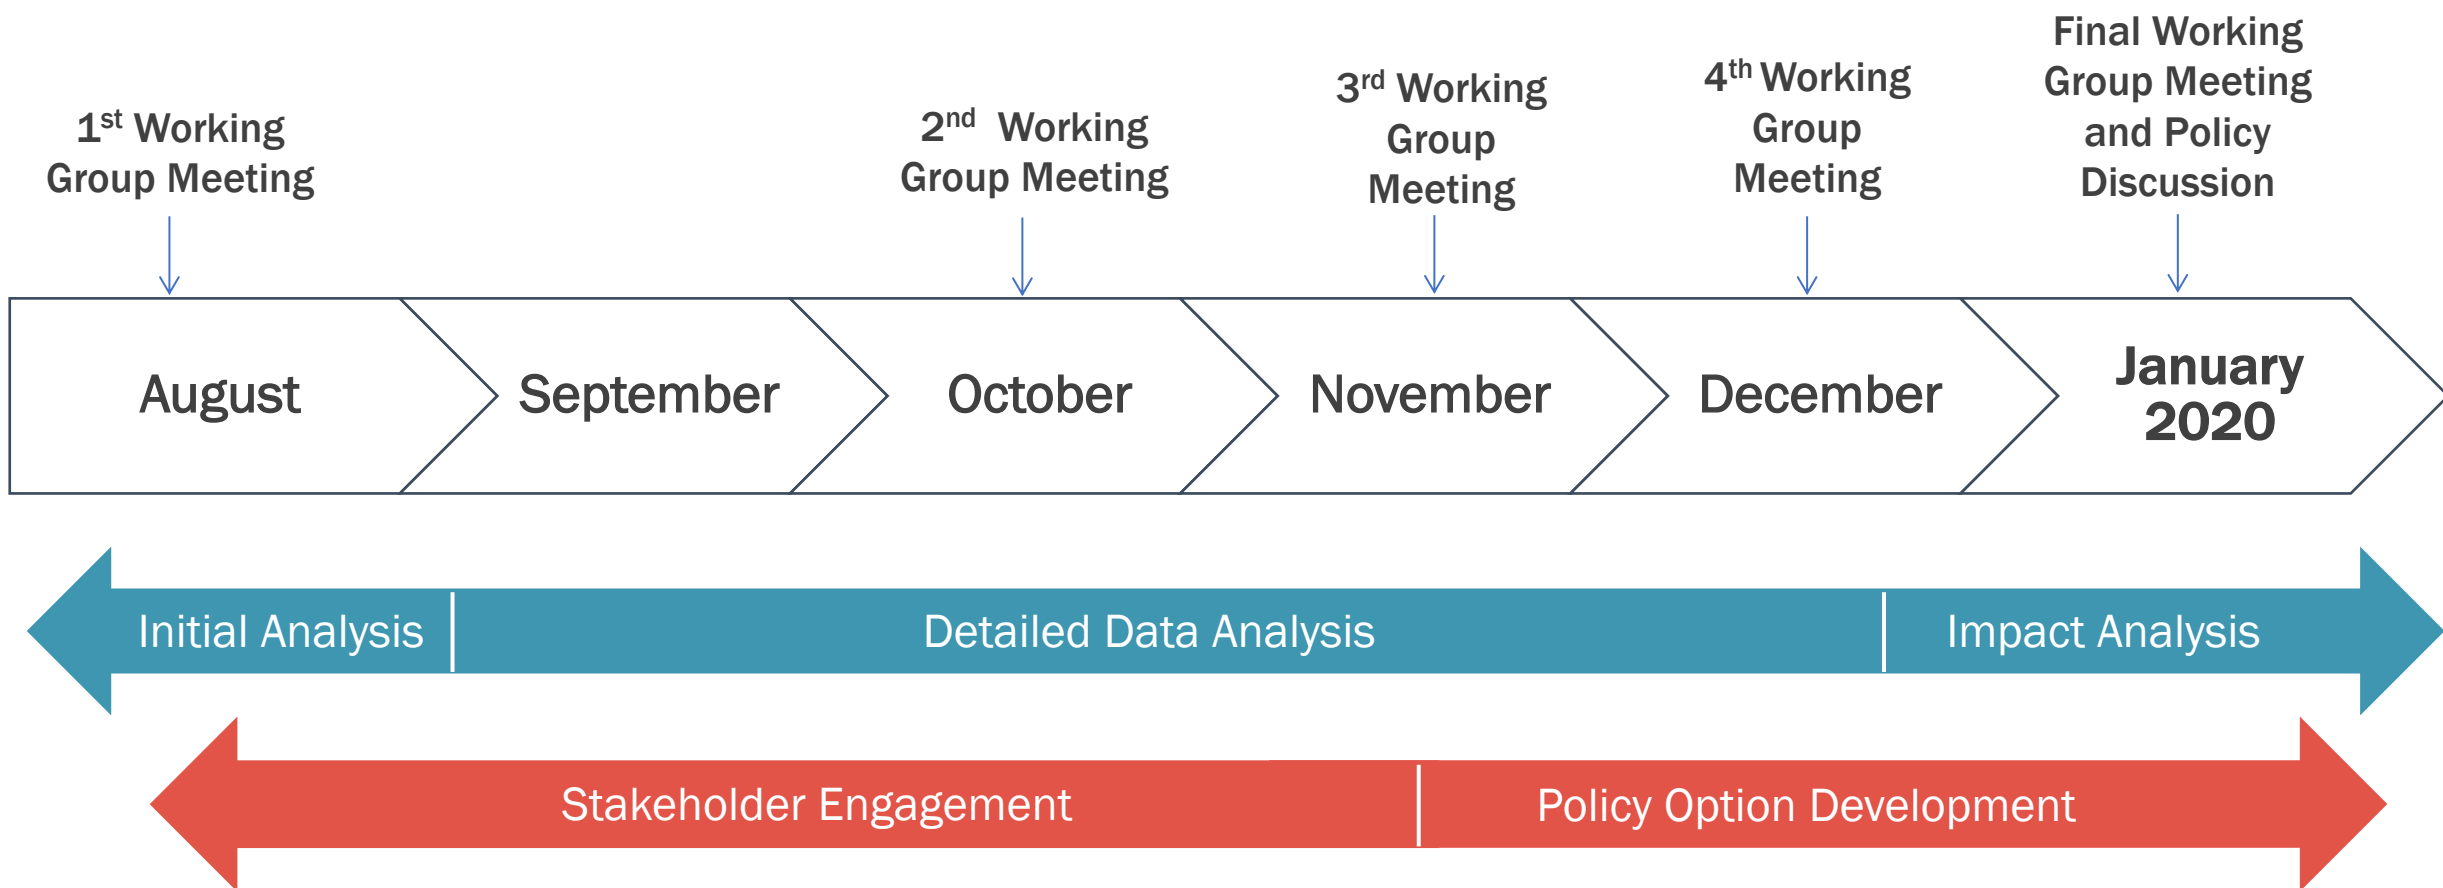 1st Working
Group Meeting
2nd Working
Group Meeting
3rd Working
Group
Meeting
4th Working
Group
Meeting
Final Working
Group Meeting
and Policy
Discussion
August
September
October
November
December
January
2020
Initial Analysis
Detailed Data Analysis
Impact Analysis
Stakeholder Engagement
Policy Option Development